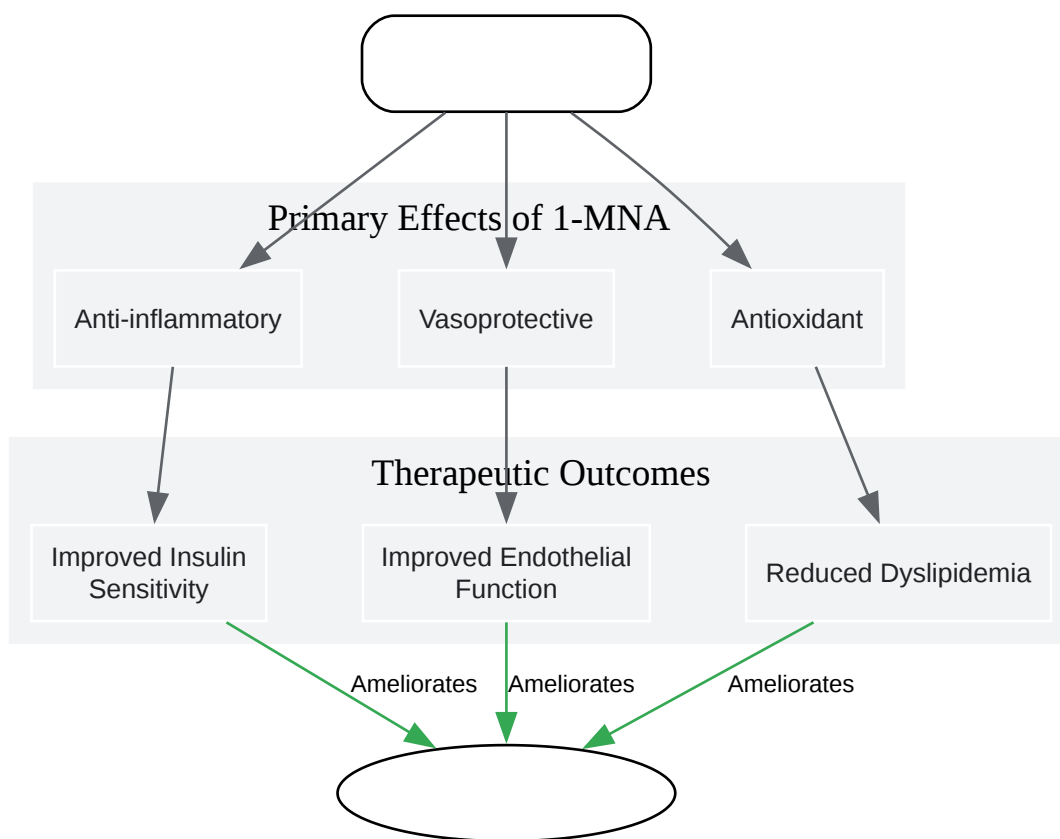 Primary Effects of 1-MNA
Anti-inflammatory
Vasoprotective
Antioxidant
Therapeutic Outcomes
Improved Insulin
Sensitivity
Improved Endothelial
Function
Reduced Dyslipidemia
Ameliorates
Ameliorates
Ameliorates